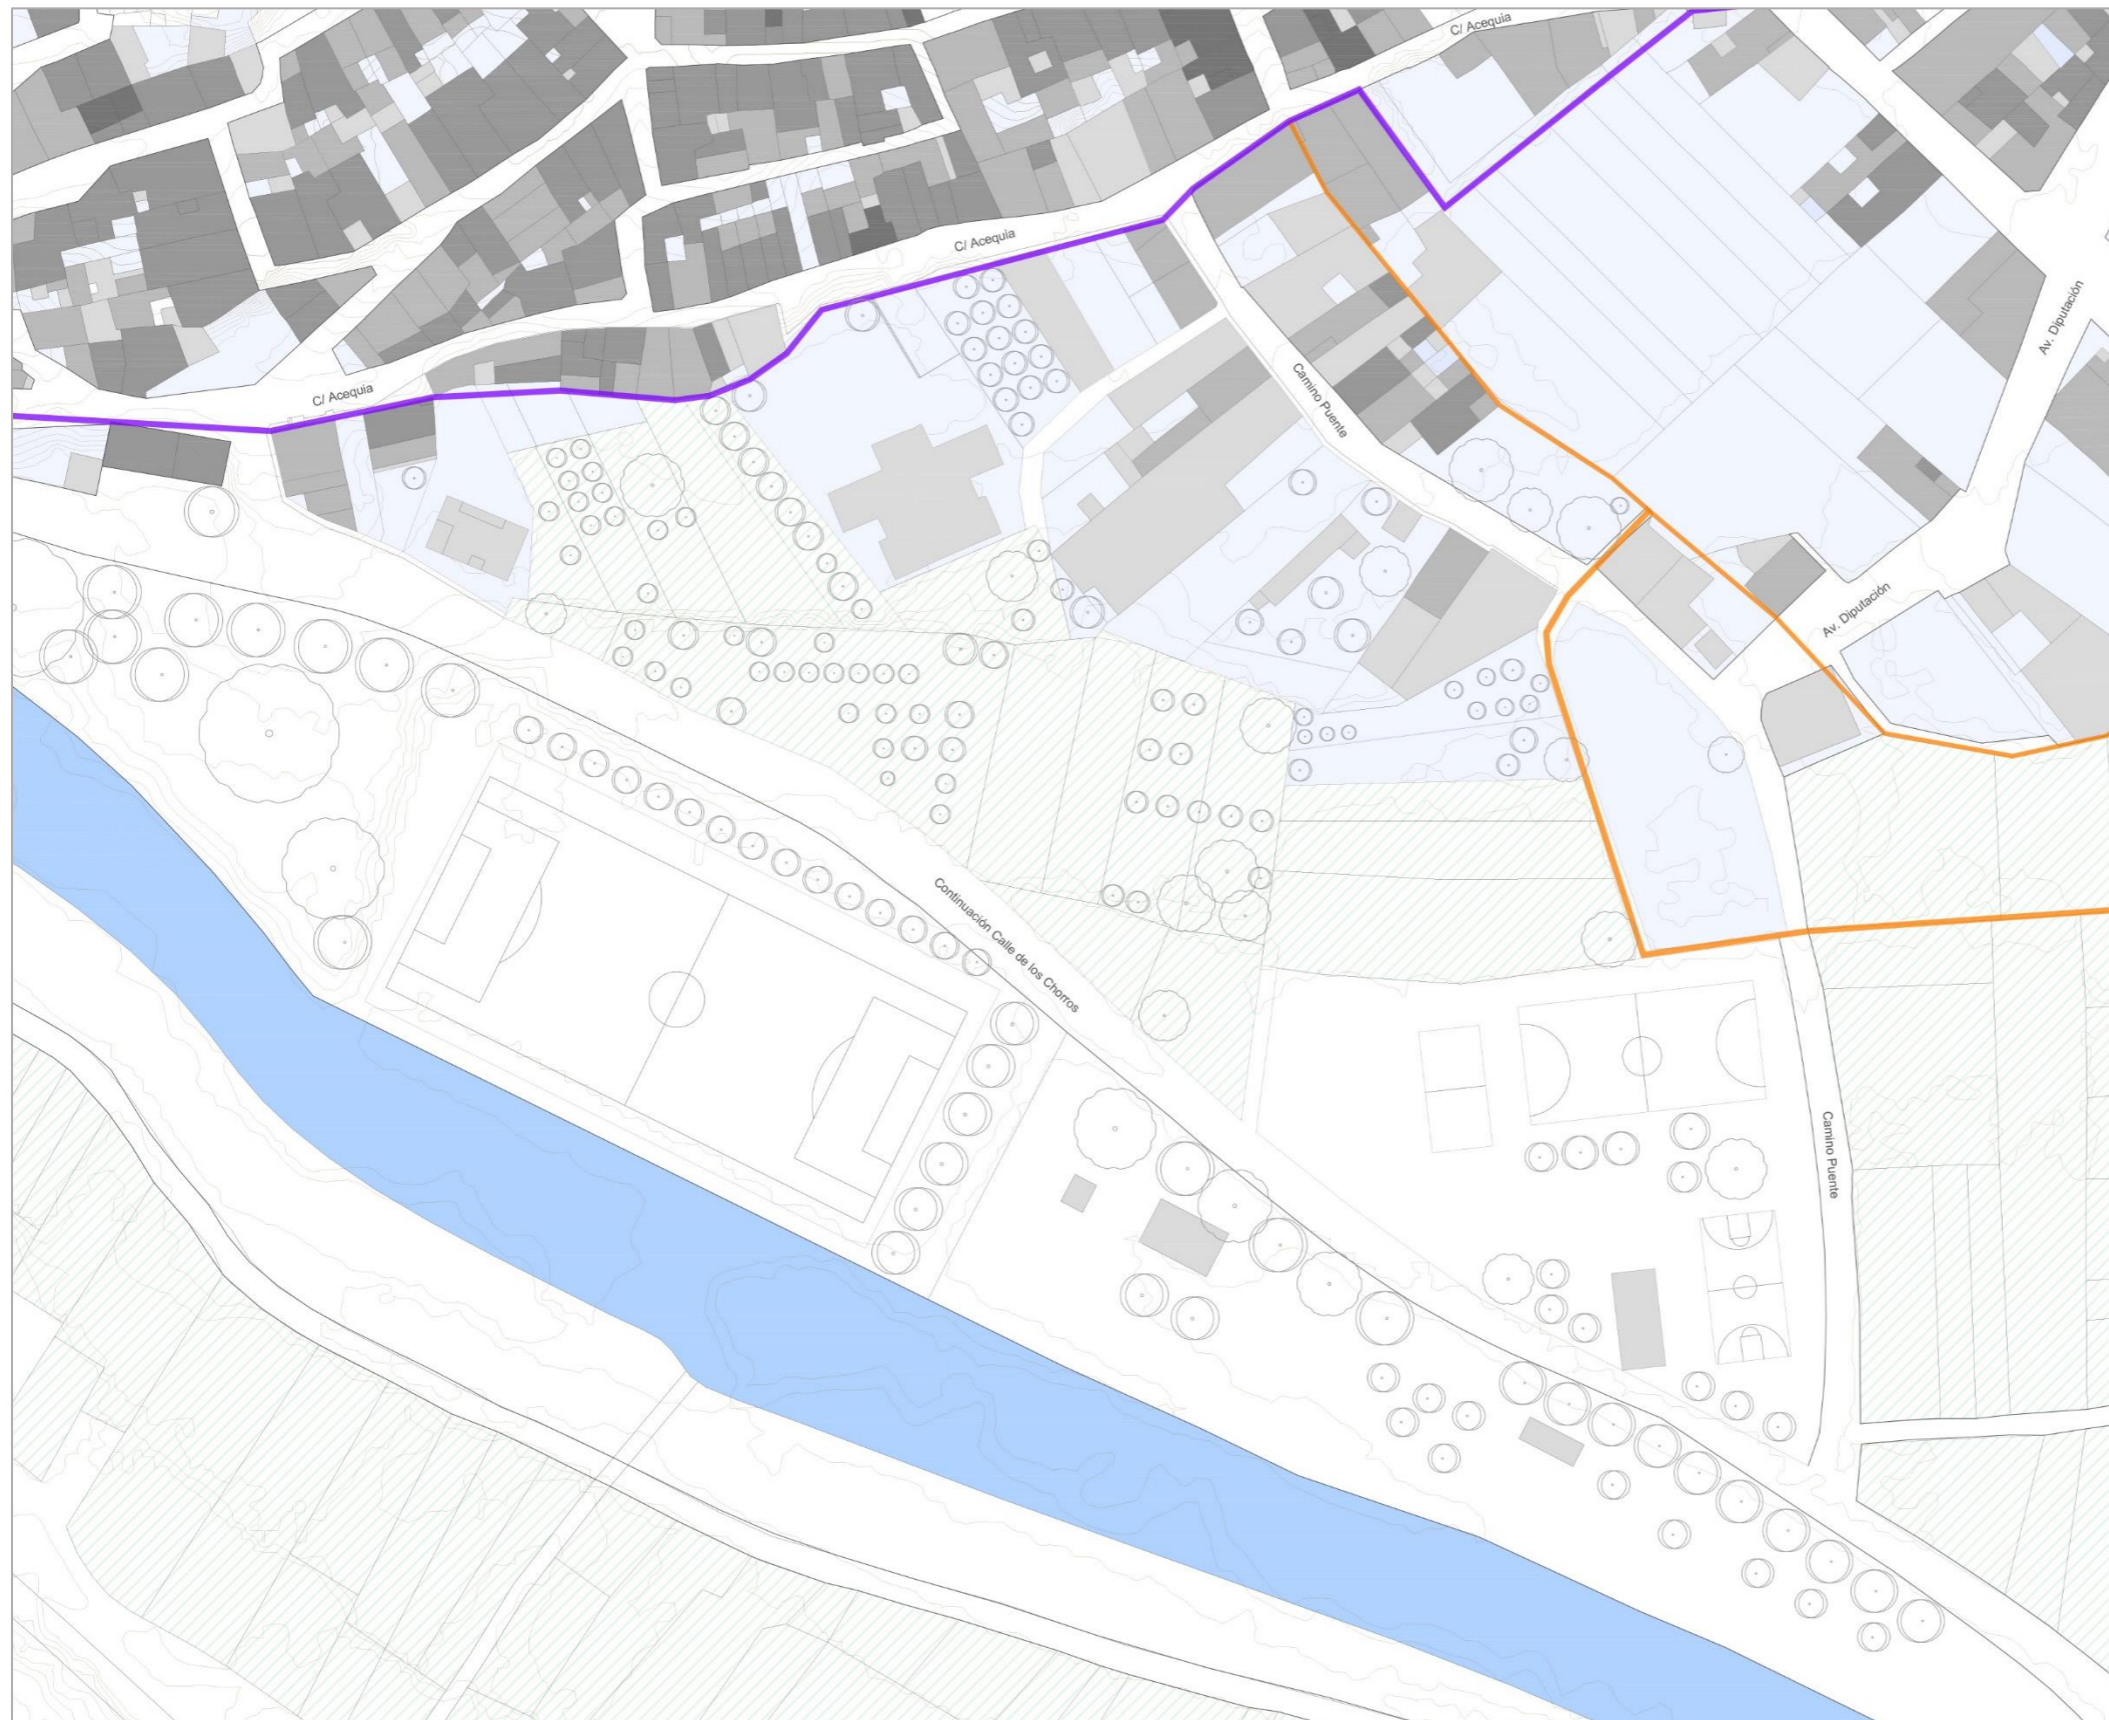 C/ Acequia
C/ Acequia
C/ Acequia
Av. Diputación
Camino Puente
Av. Diputación
Continuación Calle de los Chorros
Camino Puente